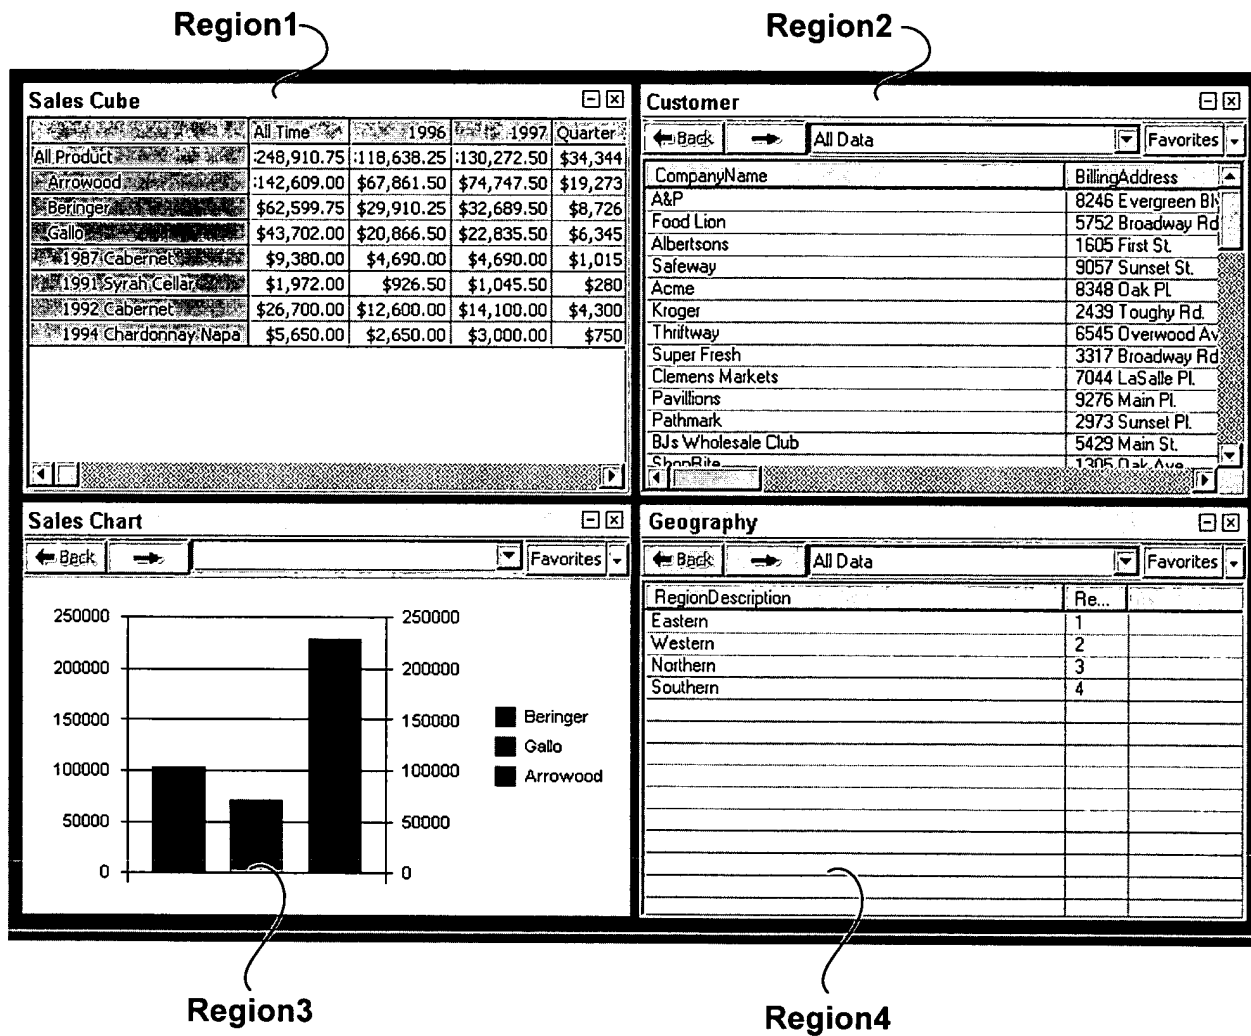 Region1
Region2
Sales Cube
All Time 1996 1997 Quarter
All Product :248,910.75 :118,638.25 :130,272.50 $34,344
Arrowood :142,609.00 $67,861.50 $74,747.50 $19,273
Beringer $62,599.75 $29,910.25 $32,689.50 $8,726
Gallo $43,702.00 $20,866.50 $22,835.50 $6,345
1987 Cabernet $9,380.00 $4,690.00 $4,690.00 $1,015
1991 Syrah Cellar $1,972.00 $926.50 $1,045.50 $280
1992 Cabernet $26,700.00 $12,600.00 $14,100.00 $4,300
1994 Chardonnay Napa $5,650.00 $2,650.00 $3,000.00 $750
Customer
Back All Data Favorites
CompanyName BillingAddress
A&P 8246 Evergreen Blv
Food Lion 5752 Broadway Rd
Albertsons 1605 First St.
Safeway 9057 Sunset St.
Acme 8348 Oak Pl.
Kroger 2439 Toughy Rd.
Thriftway 6545 Overwood Av
Super Fresh 3317 Broadway Rd
Clemens Markets 7044 LaSalle Pl.
Pavillions 9276 Main Pl.
Pathmark 2973 Sunset Pl.
BJs Wholesale Club 5429 Main St.
ShopRite 1305 Oak Ave
Sales Chart
Back Favorites
250000 250000
200000 200000
150000 150000
100000 100000
50000 50000
0 0
Beringer
Gallo
Arrowood
Geography
Back All Data Favorites
RegionDescription Re...
Eastern 1
Western 2
Northern 3
Southern 4
Region3
Region4